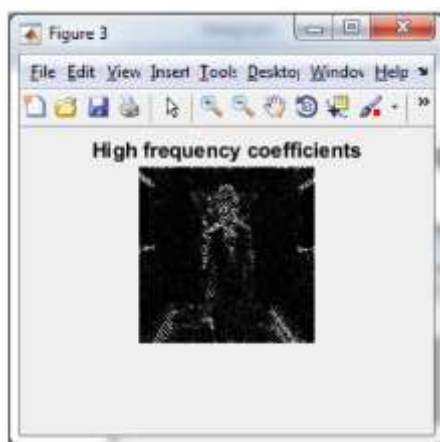 Figure 3
File Edit View Insert Tools Desktop Window Help
High frequency coefficients